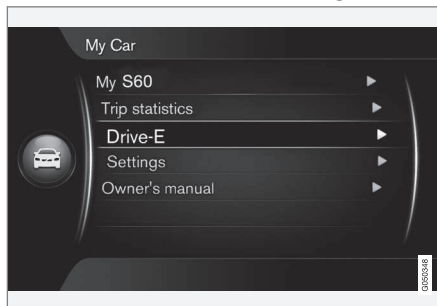 My Car
My S60
Trip statistics
Drive-E
Settings
Owner's manual
G050348